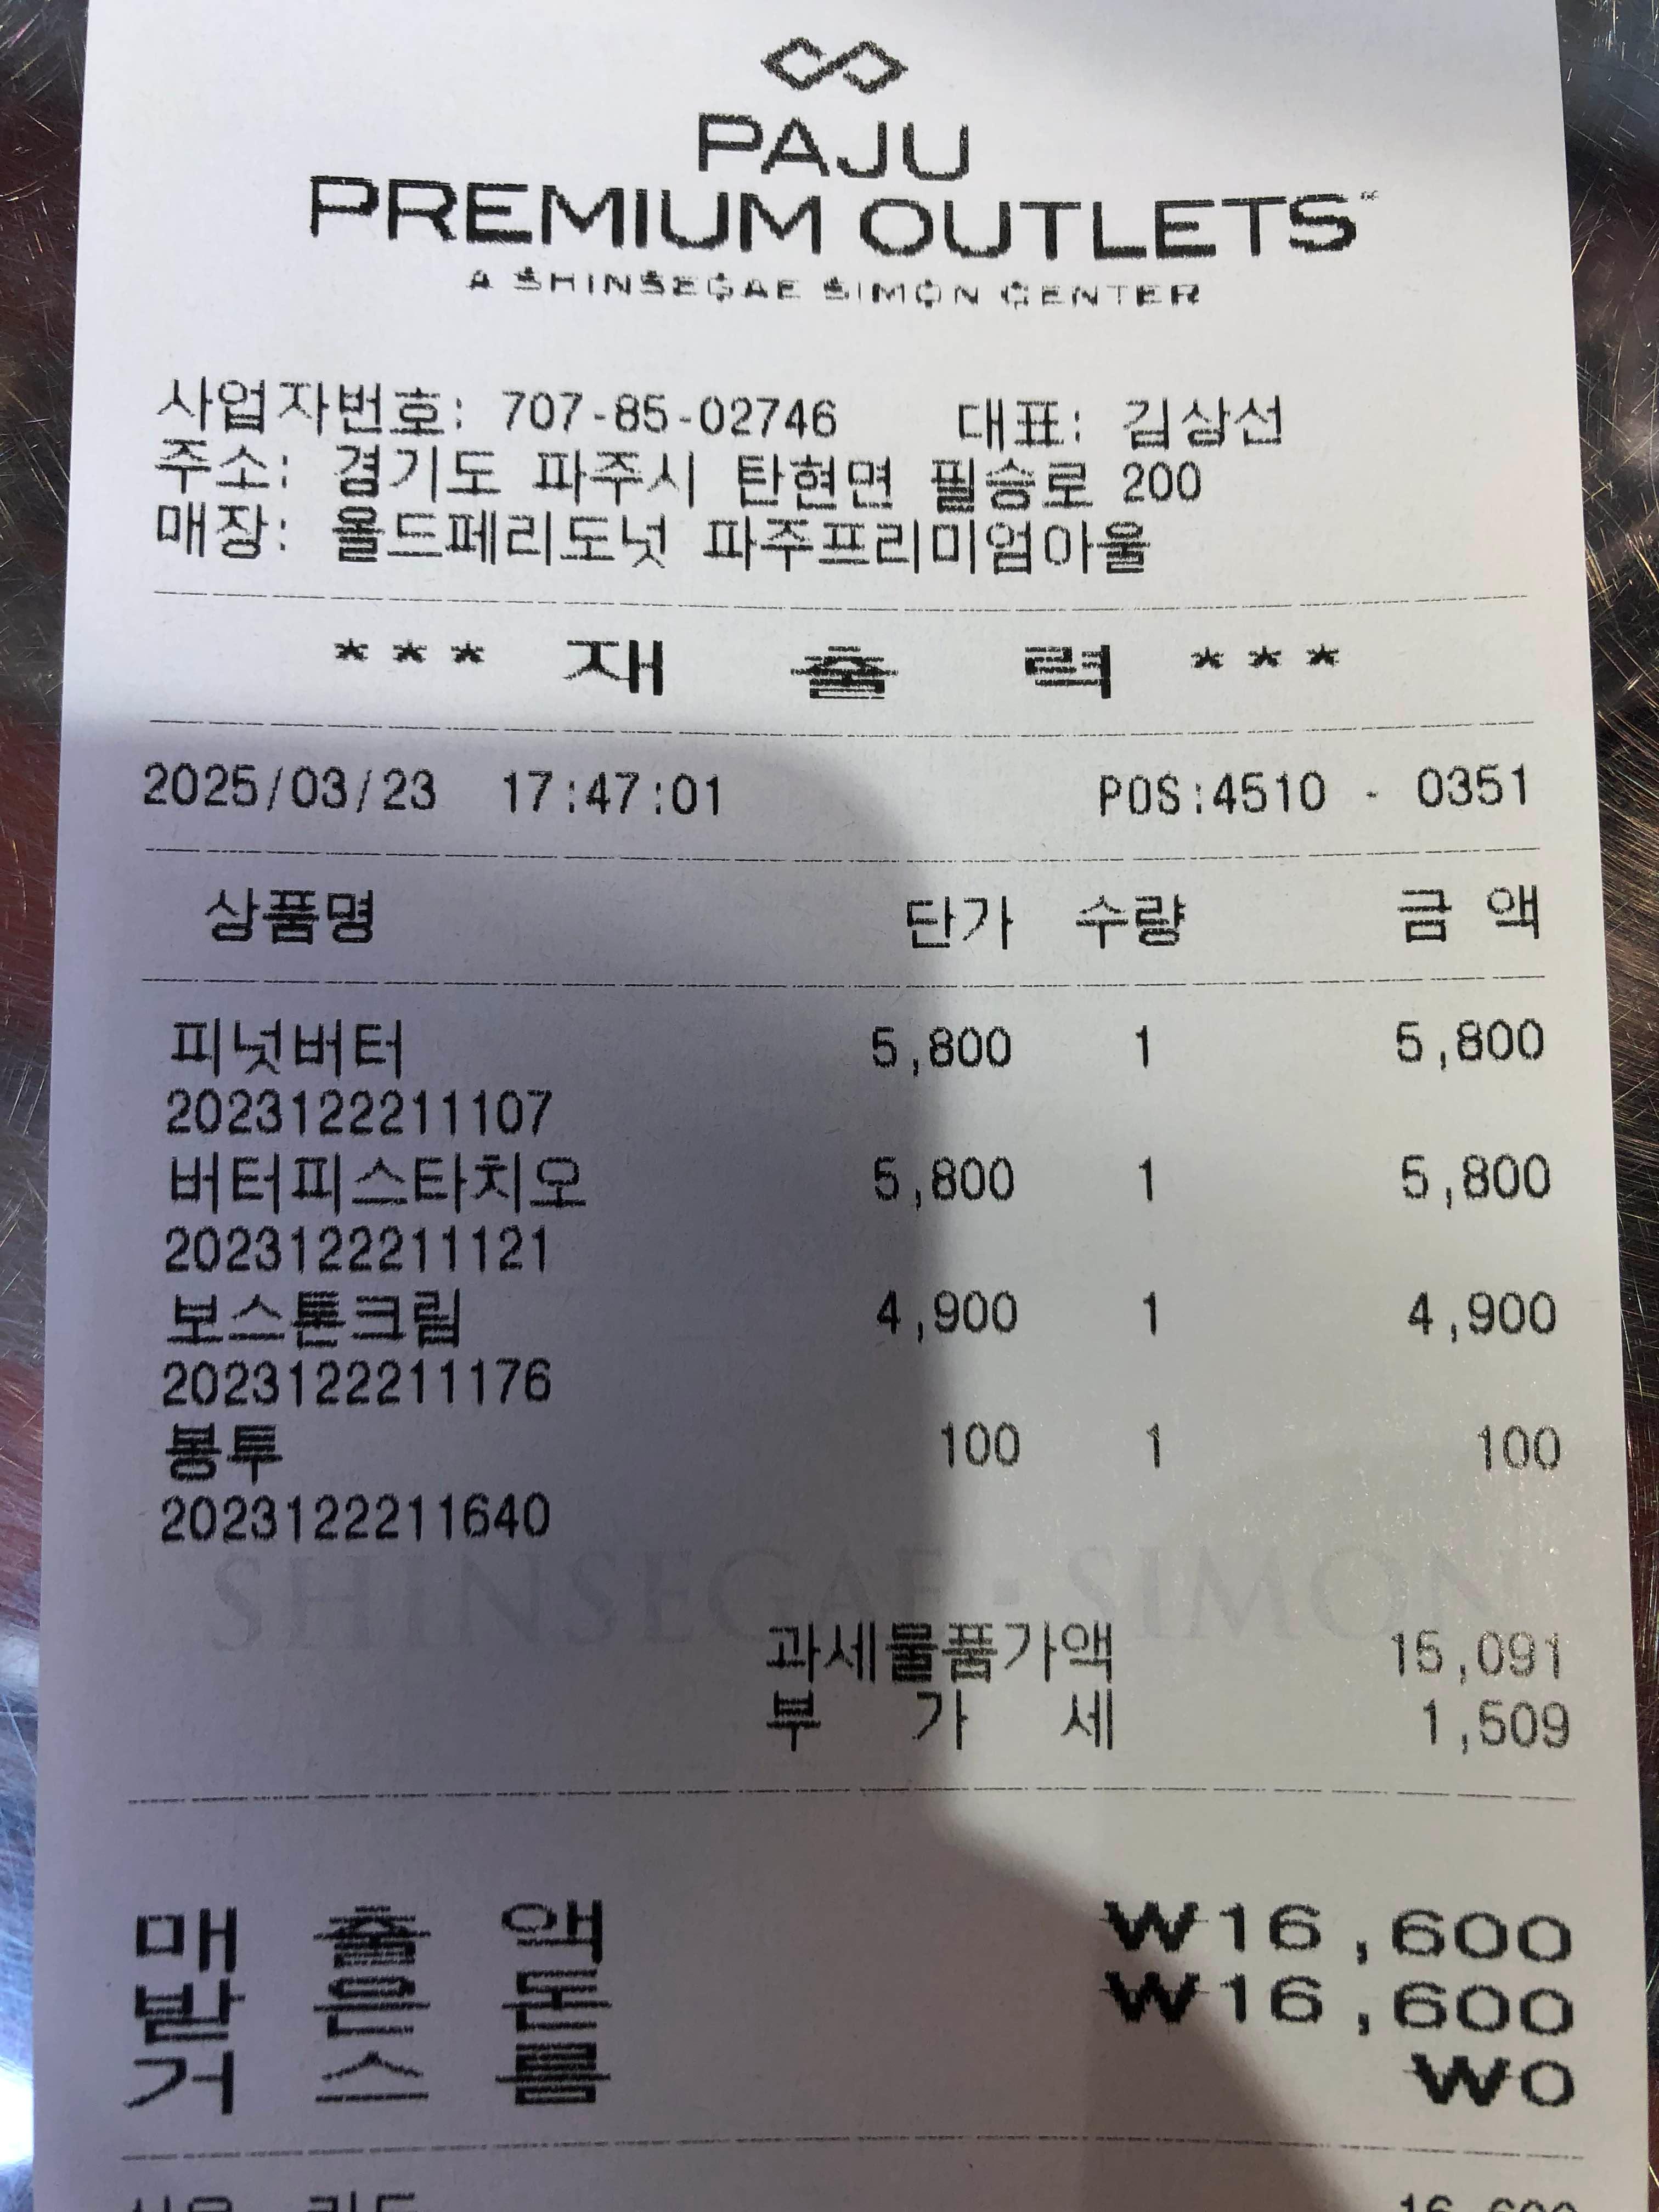 PAJU
PREMIUM OUTLETS
A SHINSEGAE SIMON CENTER
사업자번호: 707-85-02746 대표: 김상선
주소: 경기도 파주시 탄현면 필승로 200
매장: 올드페리도넛 파주프리미엄아울
*** 재 출 력 ***
2025/03/23 17:47:01 POS:4510 - 0351
상품명 단가 수량 금 액
피넛버터 5,800 1 5,800
2023122211107
버터피스타치오 5,800 1 5,800
2023122211121
보스톤크림 4,900 1 4,900
2023122211176
봉투 100 1 100
2023122211640
SHINSEGAE·SIMON
과세물품가액 15,091
부 가 세 1,509
매 출 액 ₩16,600
받 은 돈 ₩16,600
거 스 름 ₩0
16,600